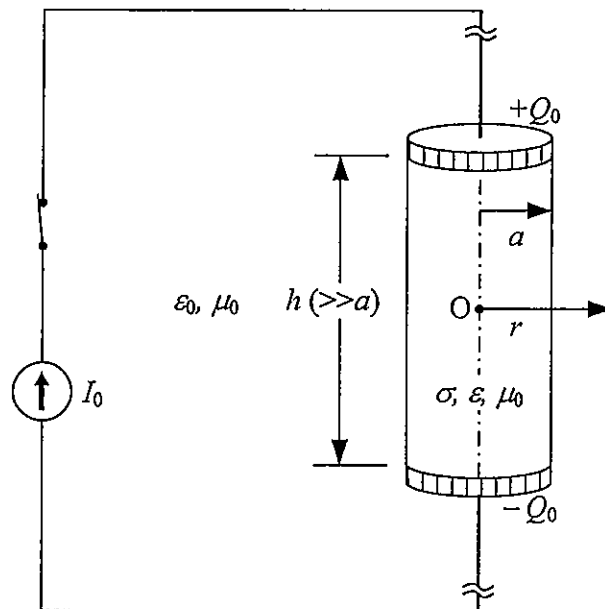 +Q₀
a
ε₀, μ₀
h (>>a)
O
r
I₀
σ, ε, μ₀
−Q₀